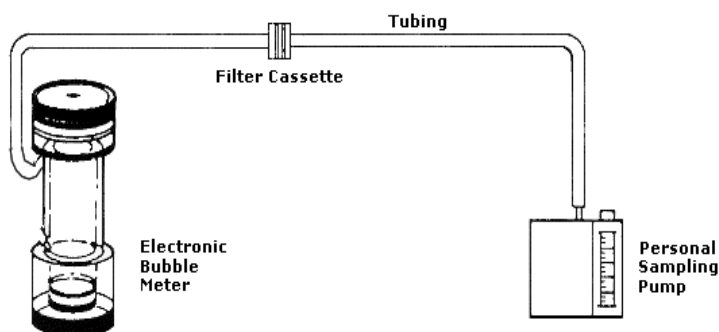 Tubing
Filter Cassette
Electronic
Bubble
Meter
Personal
Sampling
Pump